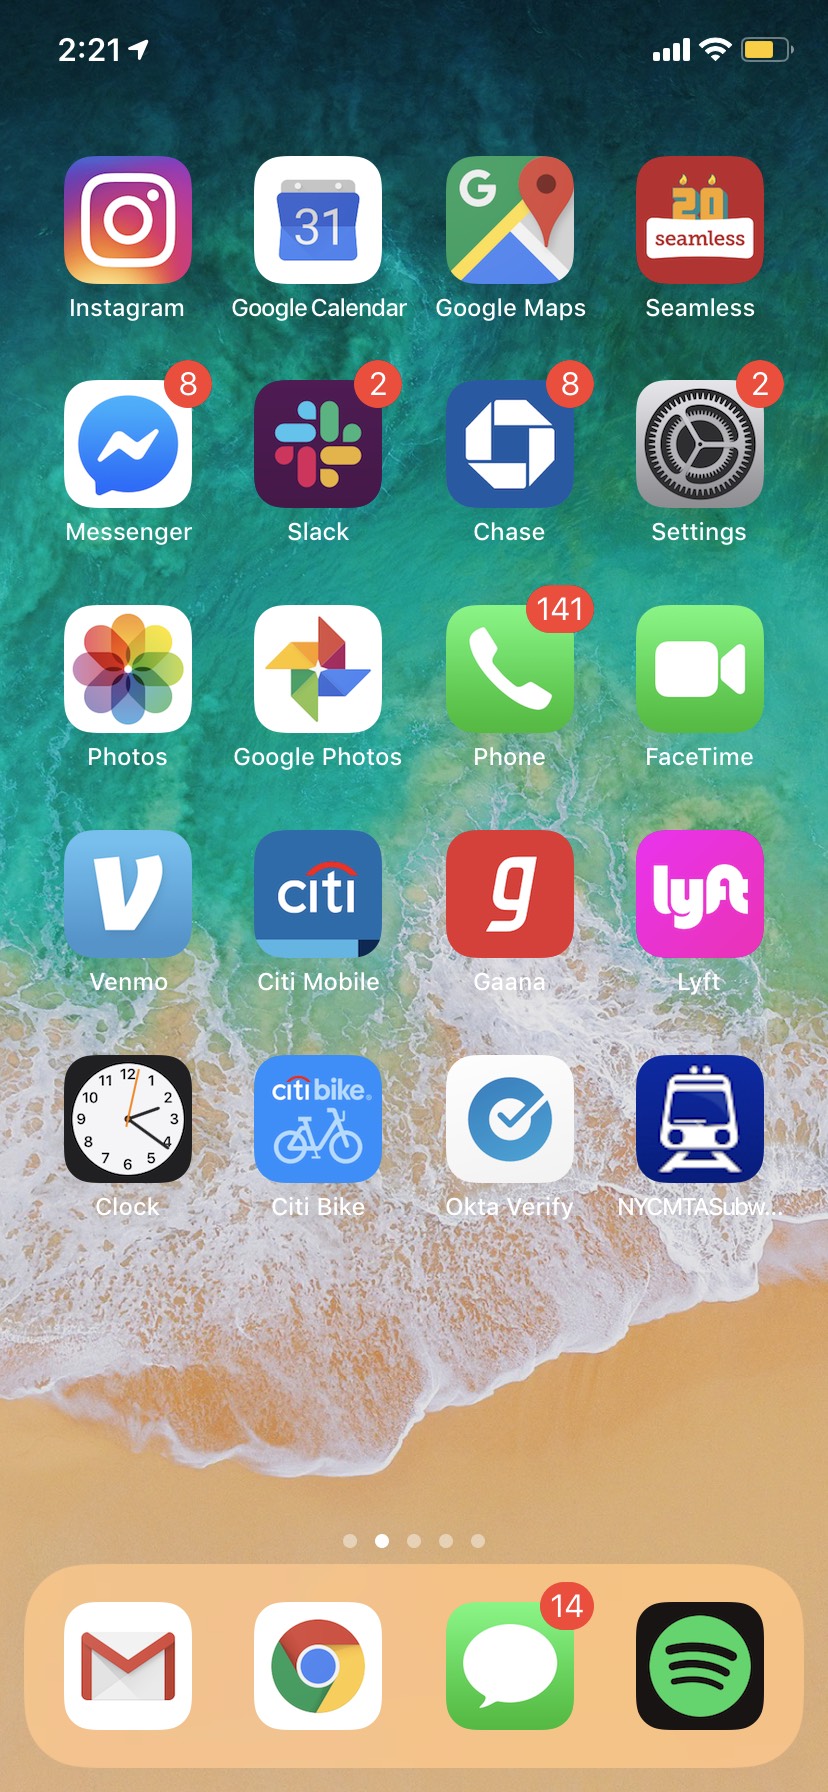 2:21
31
G
20
seamless
Instagram
Google Calendar
Google Maps
Seamless
8
2
8
2
Messenger
Slack
Chase
Settings
141
Photos
Google Photos
Phone
FaceTime
V
citi
g
lyft
Venmo
Citi Mobile
Gaana
Lyft
12
11
1
10
2
9
3
8
4
7
5
6
citi bike.
Clock
Citi Bike
Okta Verify
NYCMTASubw...
14